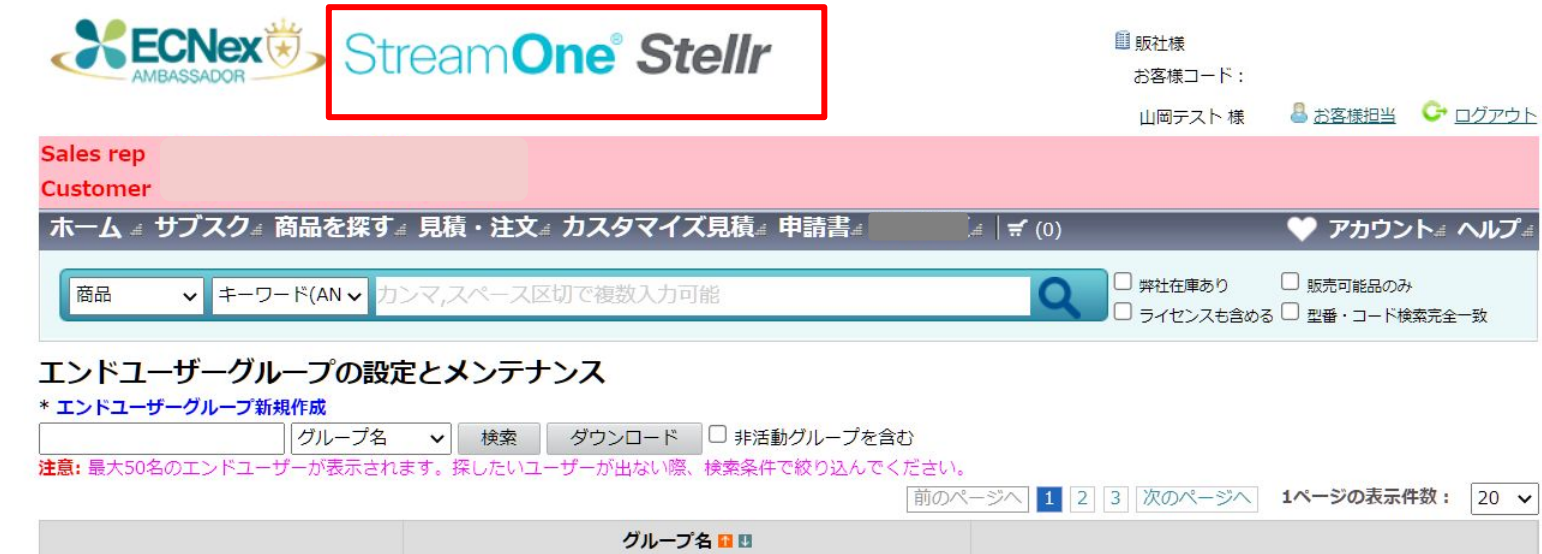 ECNex
AMBASSADOR
StreamOne® Stellr
販社様
お客様コード：
山岡テスト 様 お客様担当 ログアウト
Sales rep
Customer
ホーム サブスク 商品を探す 見積・注文 カスタマイズ見積 申請書 (0) アカウント ヘルプ
商品 キーワード(AN カンマ,スペース区切で複数入力可能
弊社在庫あり 販売可能品のみ
ライセンスも含める 型番・コード検索完全一致
エンドユーザーグループの設定とメンテナンス
* エンドユーザーグループ新規作成
グループ名 検索 ダウンロード 非活動グループを含む
注意: 最大50名のエンドユーザーが表示されます。探したいユーザーが出ない際、検索条件で絞り込んでください。
前のページへ 1 2 3 次のページへ 1ページの表示件数： 20
グループ名